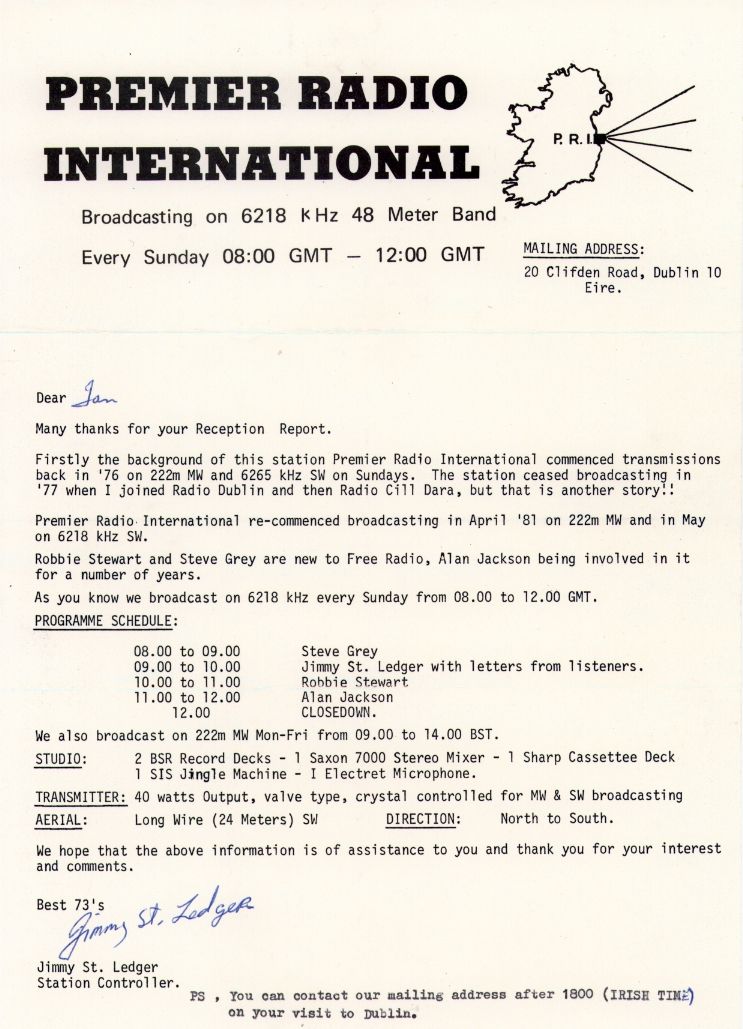 PREMIER RADIO
INTERNATIONAL
P. R. I.
Broadcasting on 6218 KHz 48 Meter Band
Every Sunday 08:00 GMT – 12:00 GMT
MAILING ADDRESS:
20 Clifden Road, Dublin 10
Eire.
Dear Ian
Many thanks for your Reception Report.
Firstly the background of this station Premier Radio International commenced transmissions
back in '76 on 222m MW and 6265 kHz SW on Sundays. The station ceased broadcasting in
'77 when I joined Radio Dublin and then Radio Cill Dara, but that is another story!!
Premier Radio International re-commenced broadcasting in April '81 on 222m MW and in May
on 6218 kHz SW.
Robbie Stewart and Steve Grey are new to Free Radio, Alan Jackson being involved in it
for a number of years.
As you know we broadcast on 6218 kHz every Sunday from 08.00 to 12.00 GMT.
PROGRAMME SCHEDULE:
08.00 to 09.00 Steve Grey
09.00 to 10.00 Jimmy St. Ledger with letters from listeners.
10.00 to 11.00 Robbie Stewart
11.00 to 12.00 Alan Jackson
12.00 CLOSEDOWN.
We also broadcast on 222m MW Mon-Fri from 09.00 to 14.00 BST.
STUDIO: 2 BSR Record Decks - 1 Saxon 7000 Stereo Mixer - 1 Sharp Cassettee Deck
1 SIS Jingle Machine - I Electret Microphone.
TRANSMITTER: 40 watts Output, valve type, crystal controlled for MW & SW broadcasting
AERIAL: Long Wire (24 Meters) SW DIRECTION: North to South.
We hope that the above information is of assistance to you and thank you for your interest
and comments.
Best 73's
Jimmy St. Ledger
Jimmy St. Ledger
Station Controller.
PS , You can contact our mailing address after 1800 (IRISH TIME)
on your visit to Dublin.